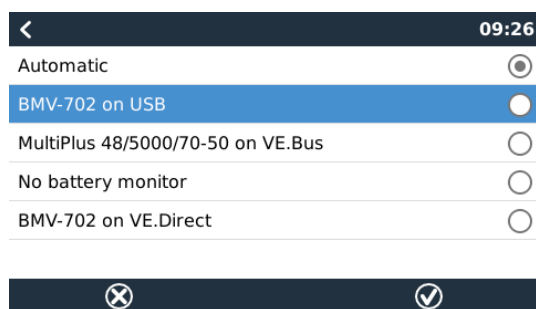 09:26
Automatic
BMV-702 on USB
MultiPlus 48/5000/70-50 on VE.Bus
No battery monitor
BMV-702 on VE.Direct